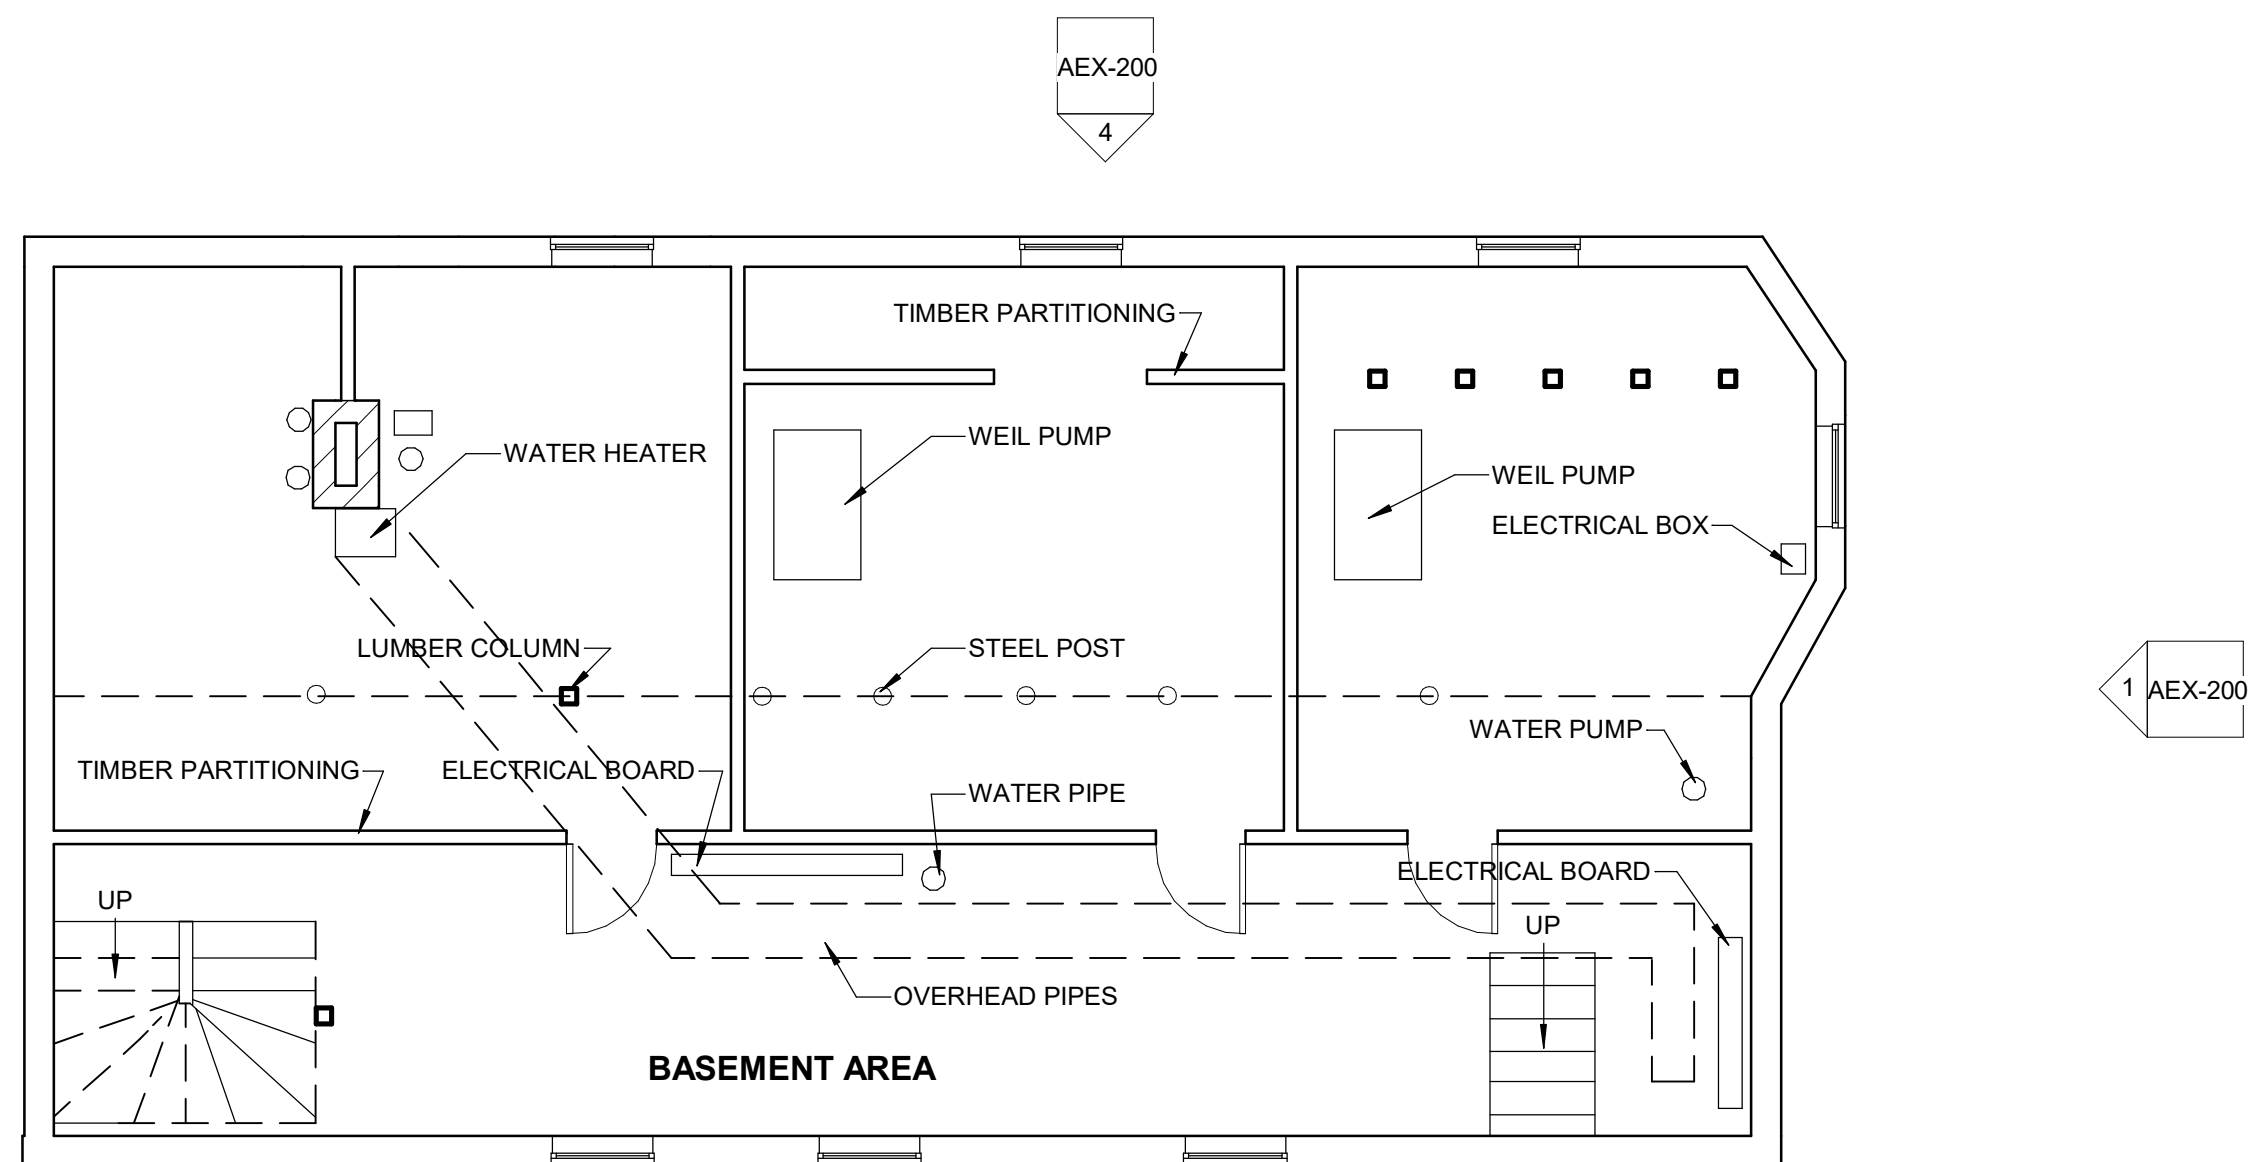 AEX-200
4
TIMBER PARTITIONING
WEIL PUMP
WATER HEATER
WEIL PUMP
ELECTRICAL BOX
LUMBER COLUMN
STEEL POST
1
AEX-200
WATER PUMP
TIMBER PARTITIONING
ELECTRICAL BOARD
WATER PIPE
ELECTRICAL BOARD
UP
UP
OVERHEAD PIPES
BASEMENT AREA